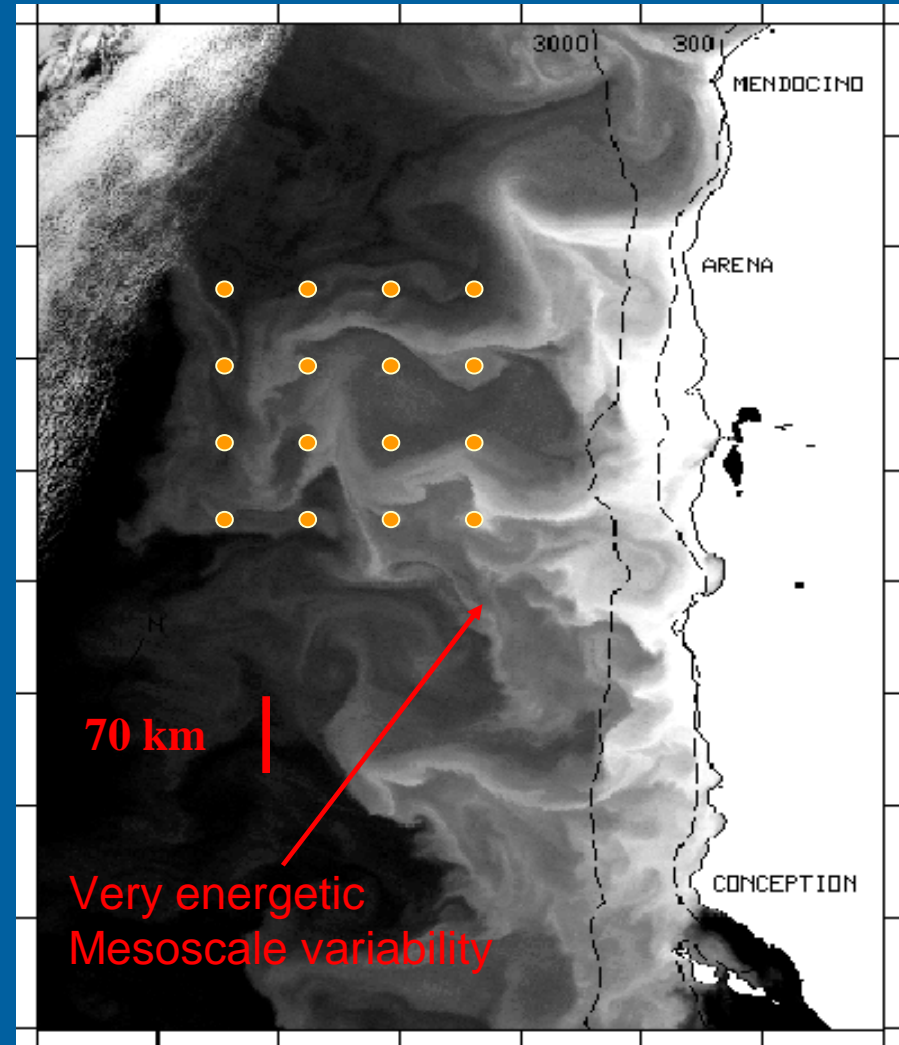 3000 300
MENDOCINO
ARENA
N
70 km
Very energetic
Mesoscale variability
CONCEPTION